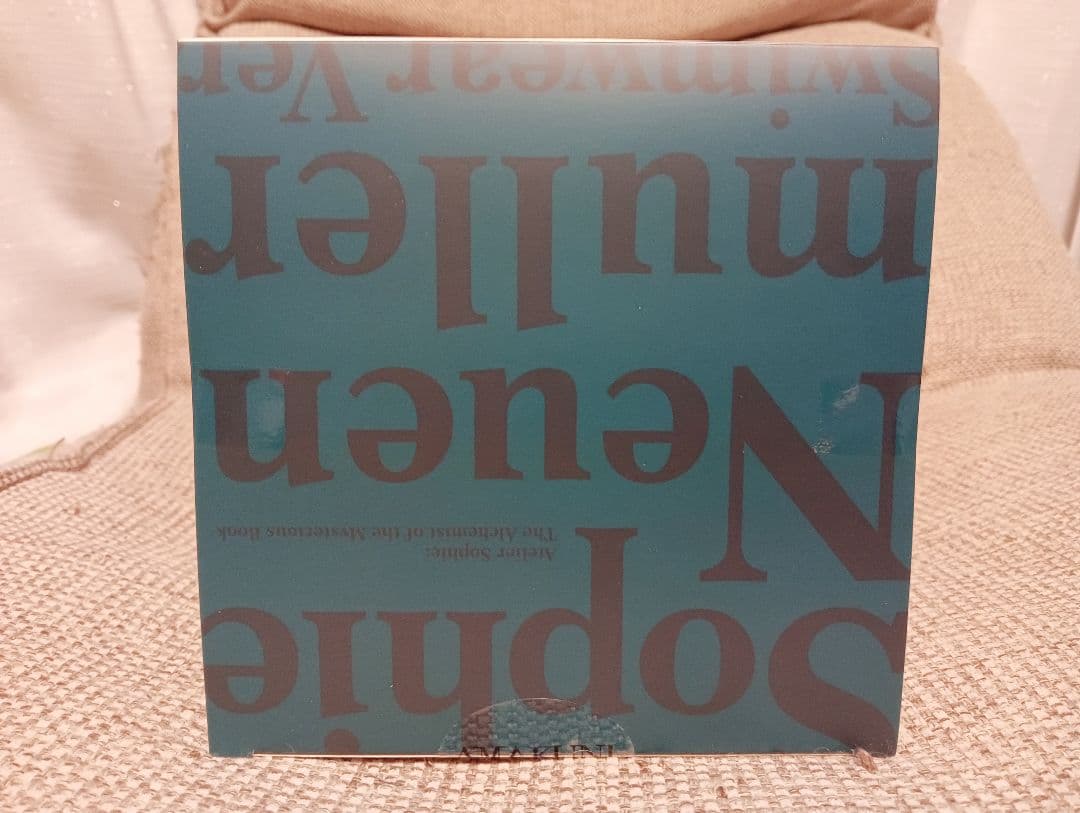 Sophie
Atelier Sophie:
The Alchemist of the Mysterious Book
Neuen
muller
Swimwear Ver
AMAKUNI